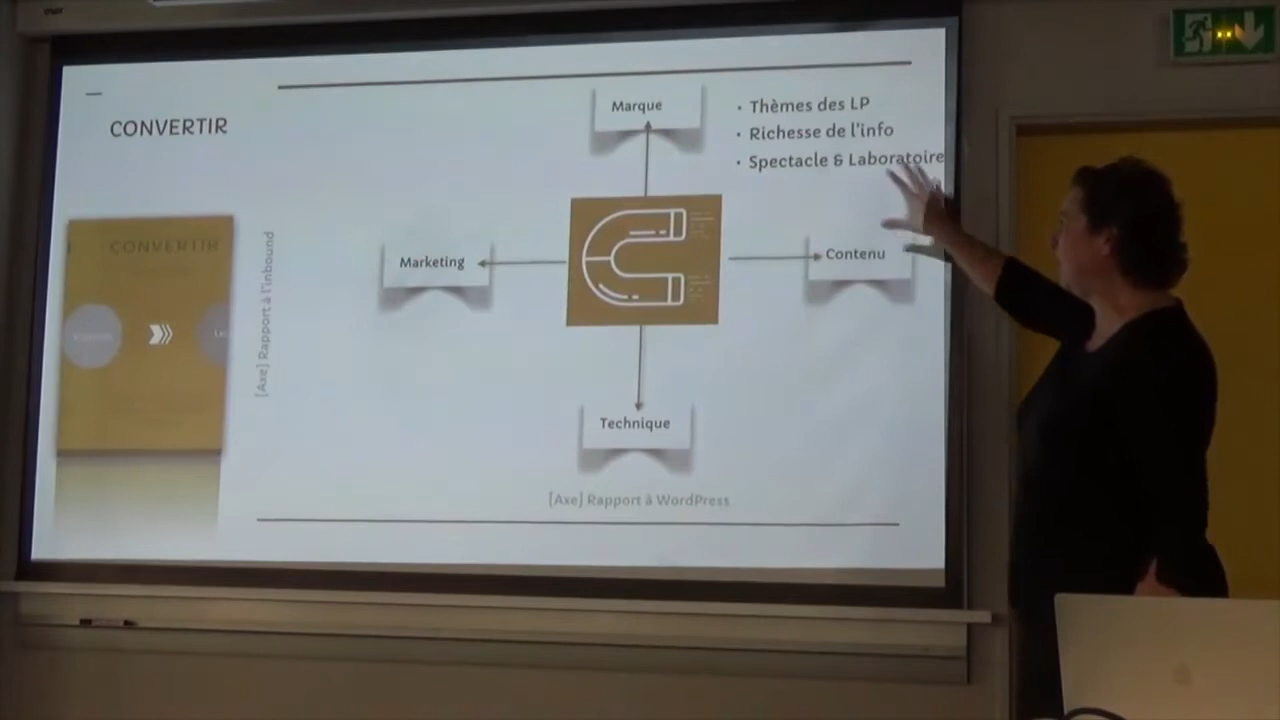 CONVERTIR
Marque
• Thèmes des LP
• Richesse de l'info
• Spectacle & Laboratoire
CONVERTIR
[Axe] Rapport à l'inbound
Marketing
Contenu
Technique
[Axe] Rapport à WordPress